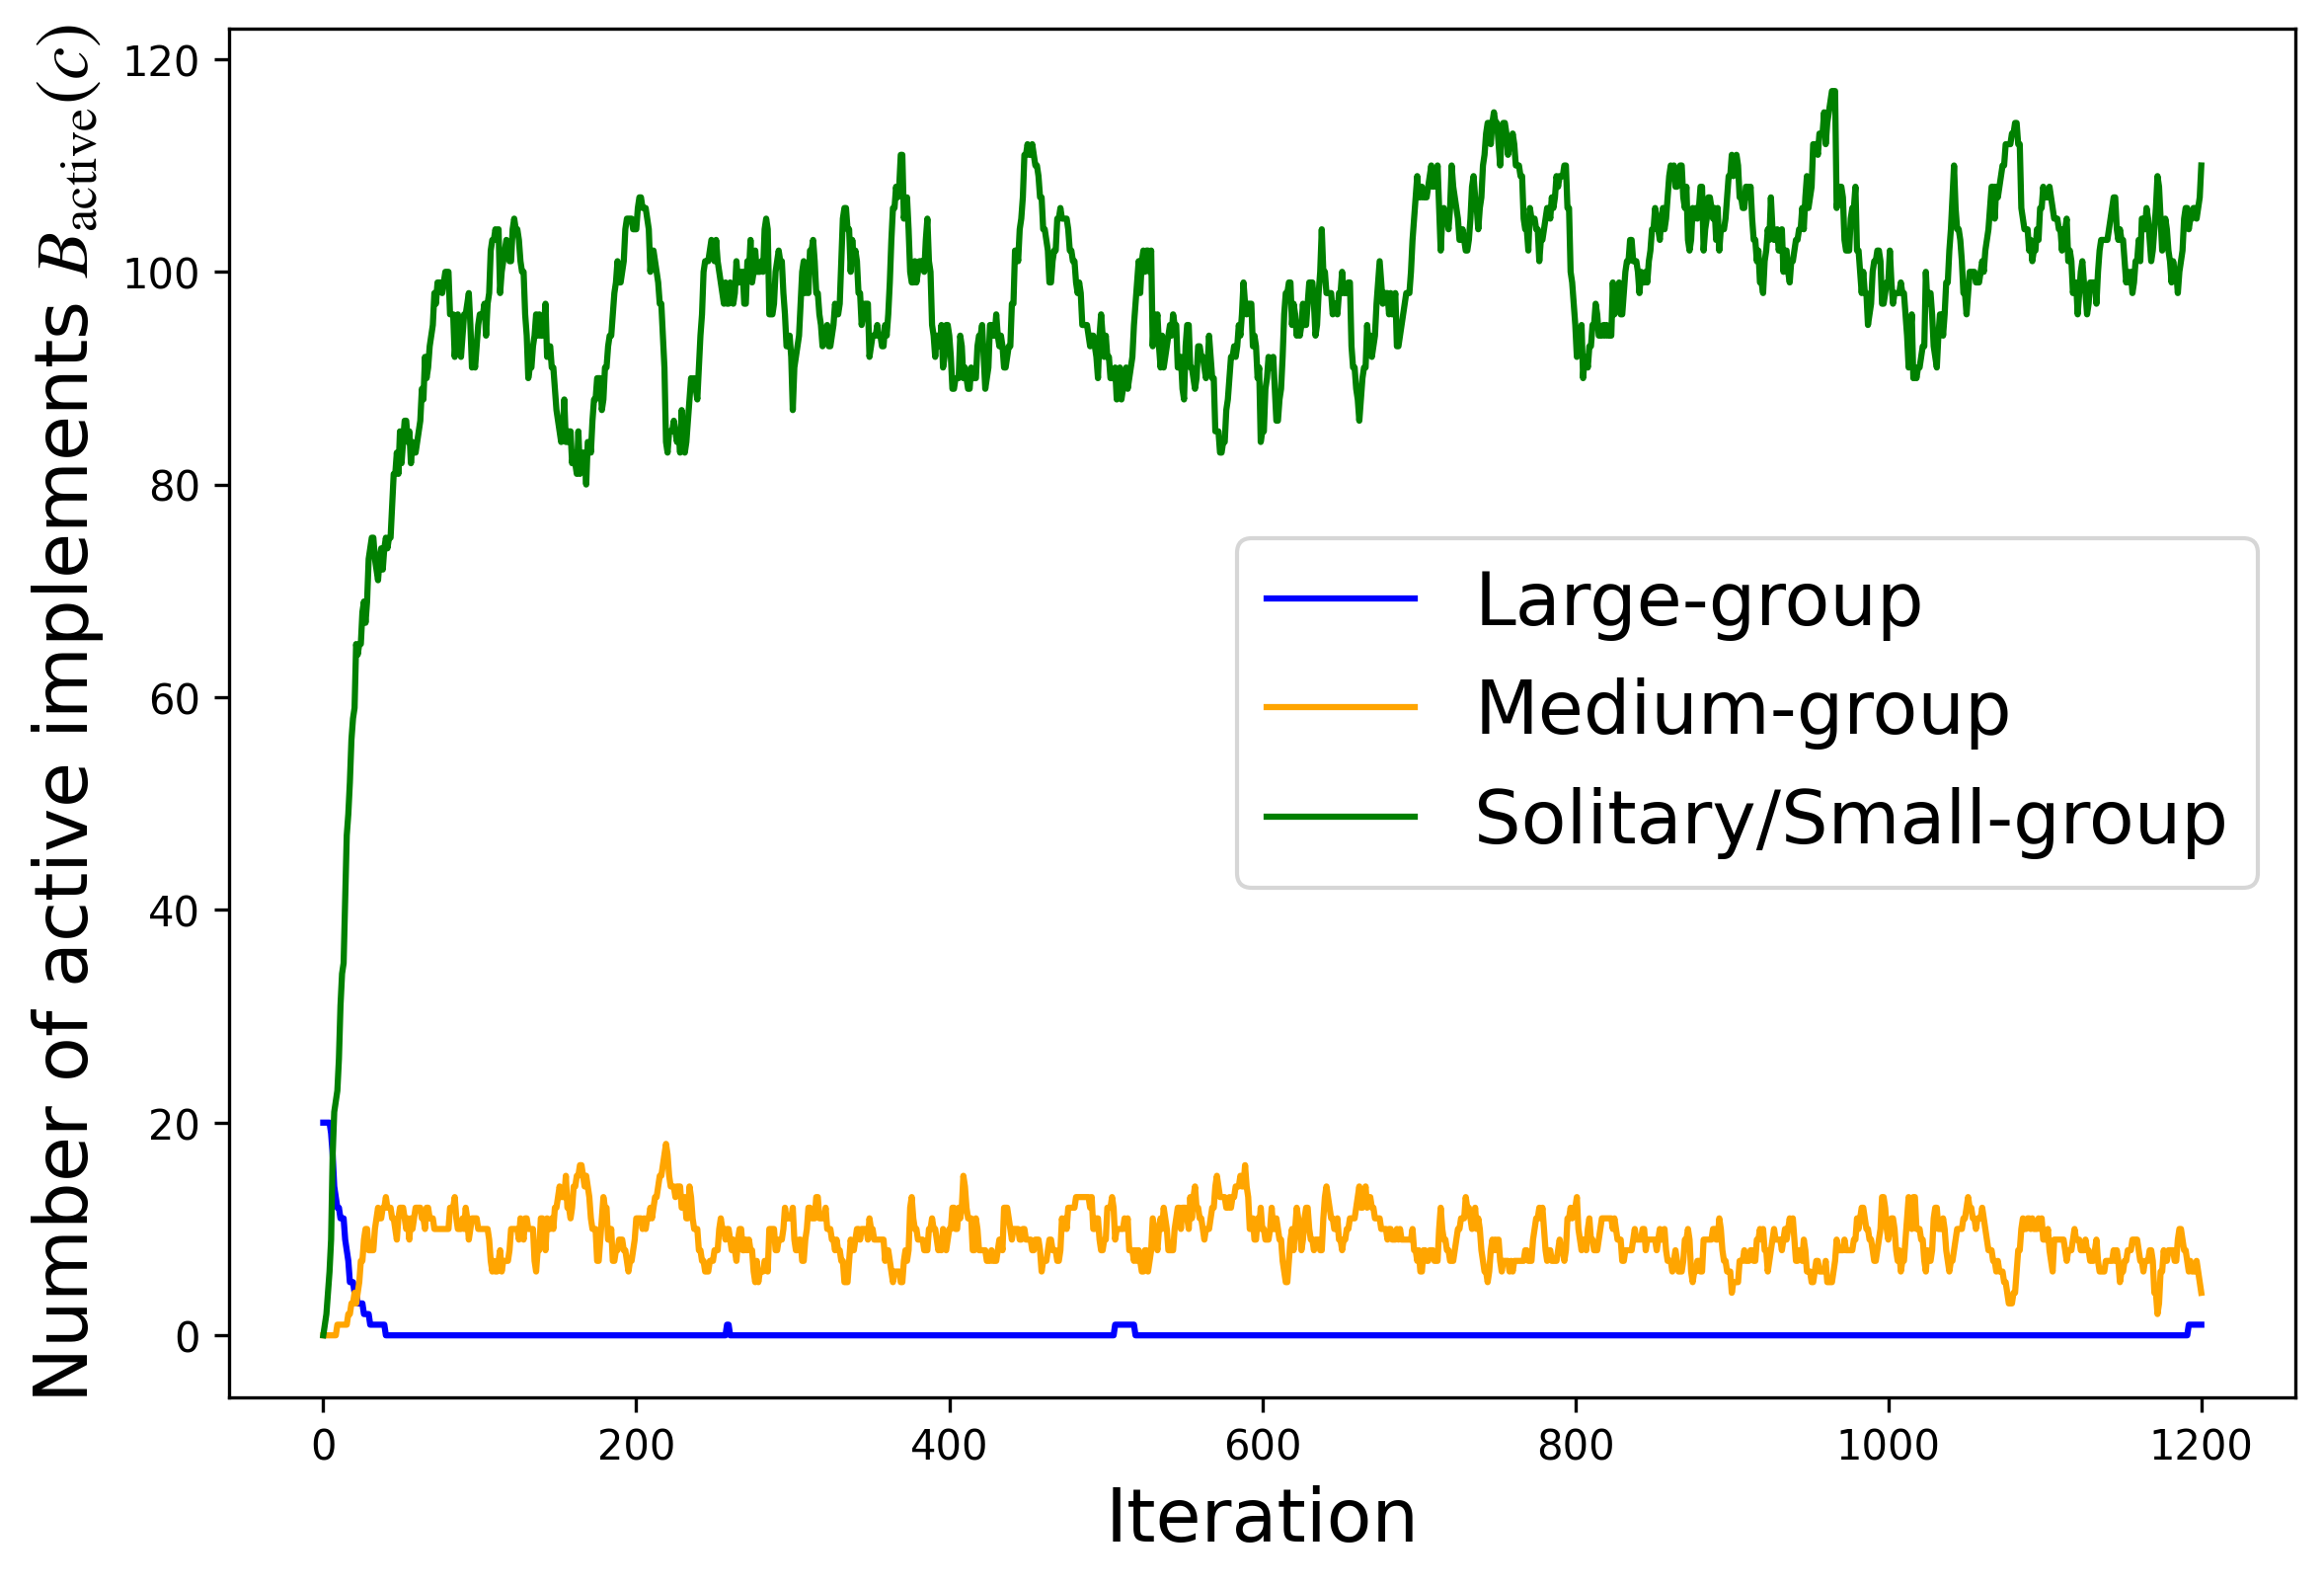 Number of active implements B_active(c)
120
100
80
60
40
20
0
Large-group
Medium-group
Solitary/Small-group
0 200 400 600 800 1000 1200
Iteration